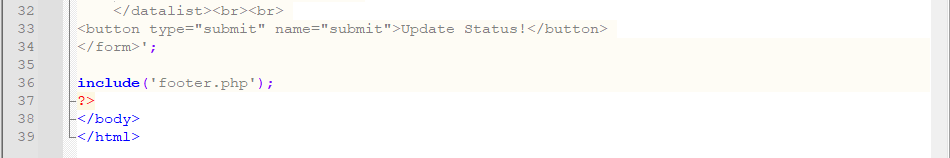 32 </datalist><br><br>
33 <button type="submit" name="submit">Update Status!</button>
34 </form>';
35
36 include('footer.php');
37 ?>
38 </body>
39 </html>